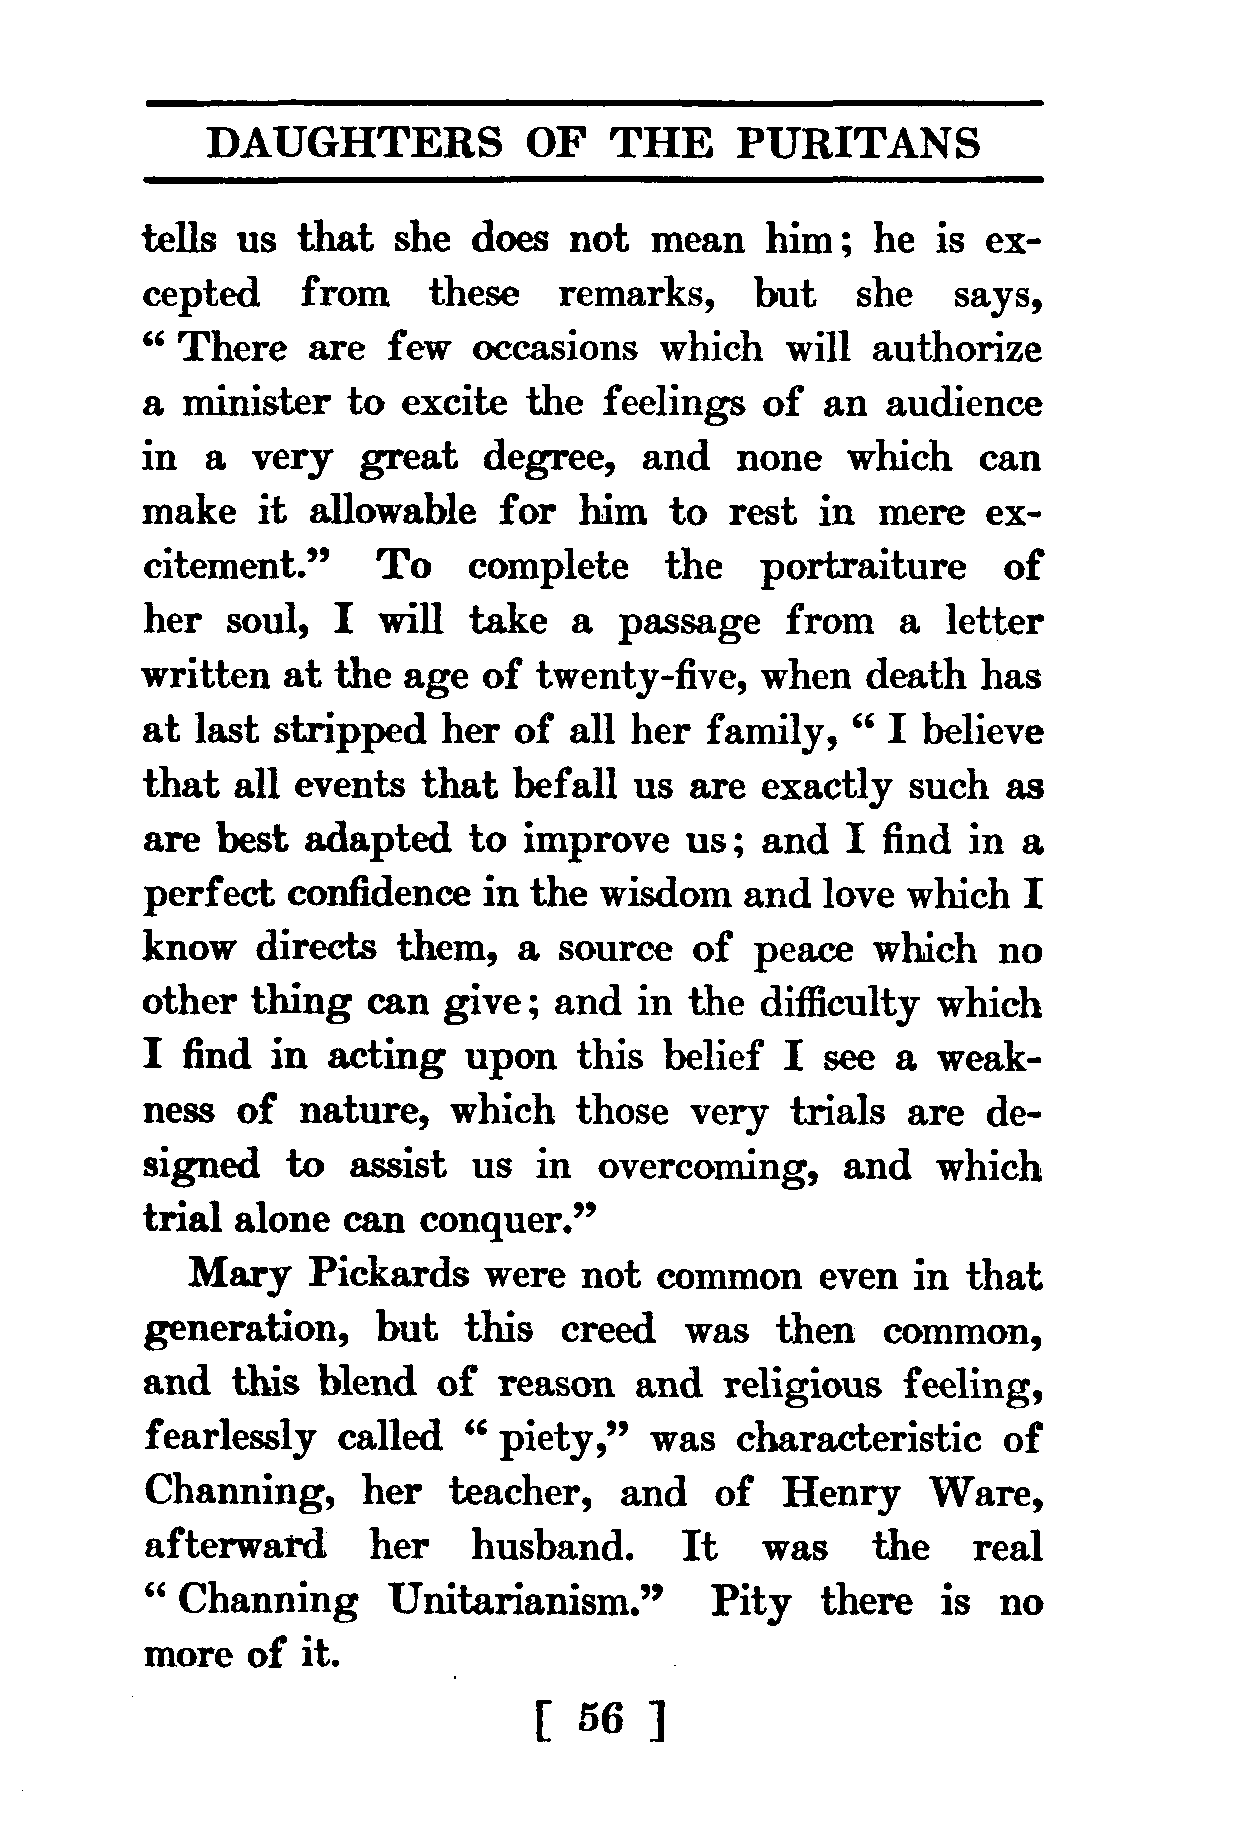 DAUGHTERS OF THE PURITANS
tells us that she does not mean him; he is ex-
cepted from these remarks, but she says,
“ There are few occasions which will authorize
a minister to excite the feelings of an audience
in a very great degree, and none which can
make it allowable for him to rest in mere ex-
citement.” To complete the portraiture of
her soul, I will take a passage from a letter
written at the age of twenty-five, when death has
at last stripped her of all her family, “ I believe
that all events that befall us are exactly such as
are best adapted to improve us; and I find in a
perfect confidence in the wisdom and love which I
know directs them, a source of peace which no
other thing can give; and in the difficulty which
I find in acting upon this belief I see a weak-
ness of nature, which those very trials are de-
signed to assist us in overcoming, and which
trial alone can conquer.”
Mary Pickards were not common even in that
generation, but this creed was then common,
and this blend of reason and religious feeling,
fearlessly called “ piety,” was characteristic of
Channing, her teacher, and of Henry Ware,
afterward her husband. It was the real
“ Channing Unitarianism.” Pity there is no
more of it.
[ 56 ]